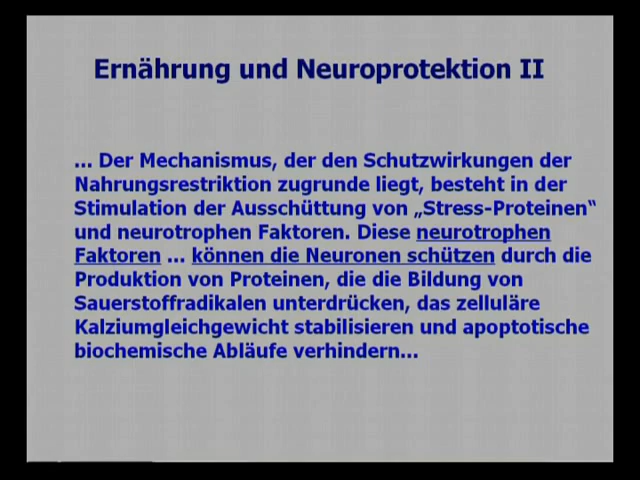 Ernährung und Neuroprotektion II
... Der Mechanismus, der den Schutzwirkungen der
Nahrungsrestriktion zugrunde liegt, besteht in der
Stimulation der Ausschüttung von „Stress-Proteinen“
und neurotrophen Faktoren. Diese neurotrophen
Faktoren ... können die Neuronen schützen durch die
Produktion von Proteinen, die die Bildung von
Sauerstoffradikalen unterdrücken, das zelluläre
Kalziumgleichgewicht stabilisieren und apoptotische
biochemische Abläufe verhindern...